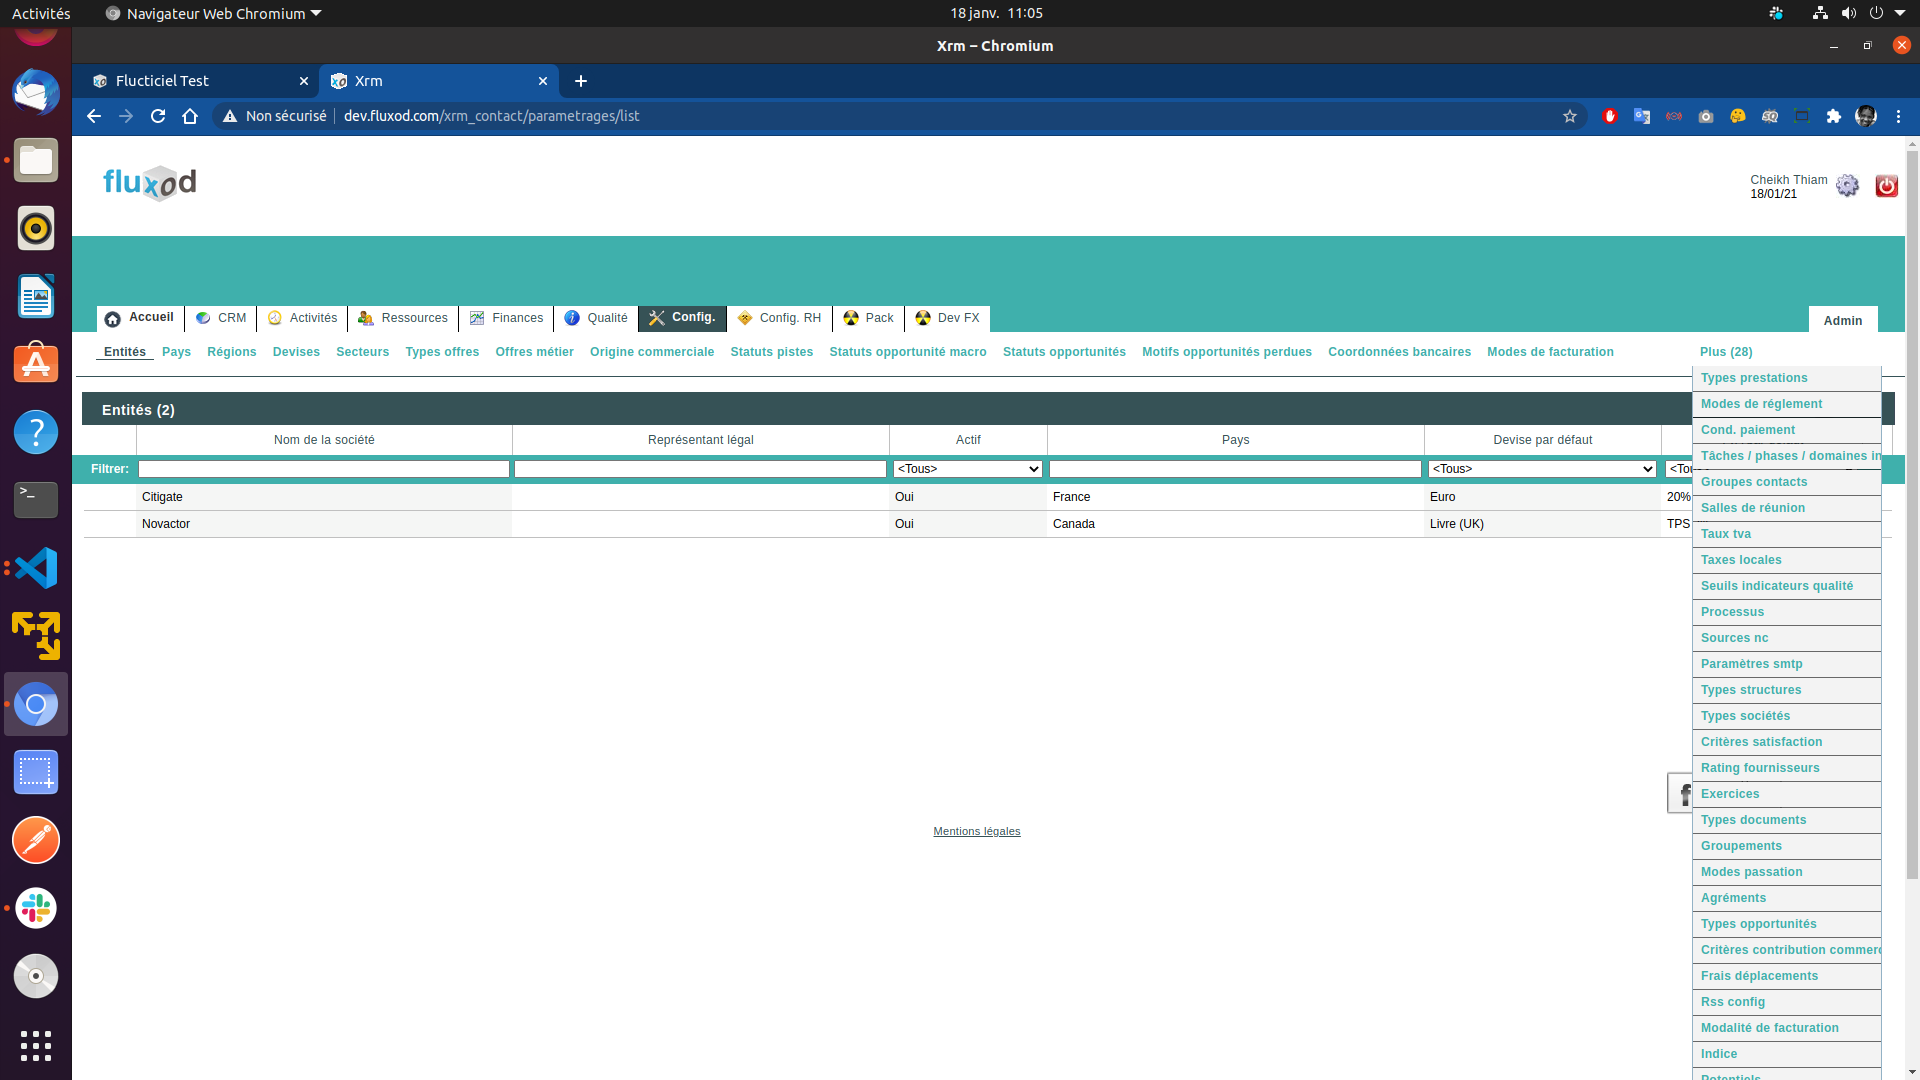 Activités
Navigateur Web Chromium
18 janv. 11:05
Xrm – Chromium
Flucticiel Test
Xrm
Non sécurisé
dev.fluxod.com/xrm_contact/parametrages/list
fluxod
Cheikh Thiam
18/01/21
Accueil
CRM
Activités
Ressources
Finances
Qualité
Config.
Config. RH
Pack
Dev FX
Admin
Entités
Pays
Régions
Devises
Secteurs
Types offres
Offres métier
Origine commerciale
Statuts pistes
Statuts opportunité macro
Statuts opportunités
Motifs opportunités perdues
Coordonnées bancaires
Modes de facturation
Plus (28)
Entités (2)
Nom de la société
Représentant légal
Actif
Pays
Devise par défaut
Filtrer:
<Tous>
<Tous>
Citigate
Oui
France
Euro
20%
Novactor
Oui
Canada
Livre (UK)
TPS
Types prestations
Modes de réglement
Cond. paiement
Tâches / phases / domaines in
Groupes contacts
Salles de réunion
Taux tva
Taxes locales
Seuils indicateurs qualité
Processus
Sources nc
Paramètres smtp
Types structures
Types sociétés
Critères satisfaction
Rating fournisseurs
Exercices
Types documents
Groupements
Modes passation
Agréments
Types opportunités
Critères contribution commerc
Frais déplacements
Rss config
Modalité de facturation
Indice
Potentiels
Mentions légales